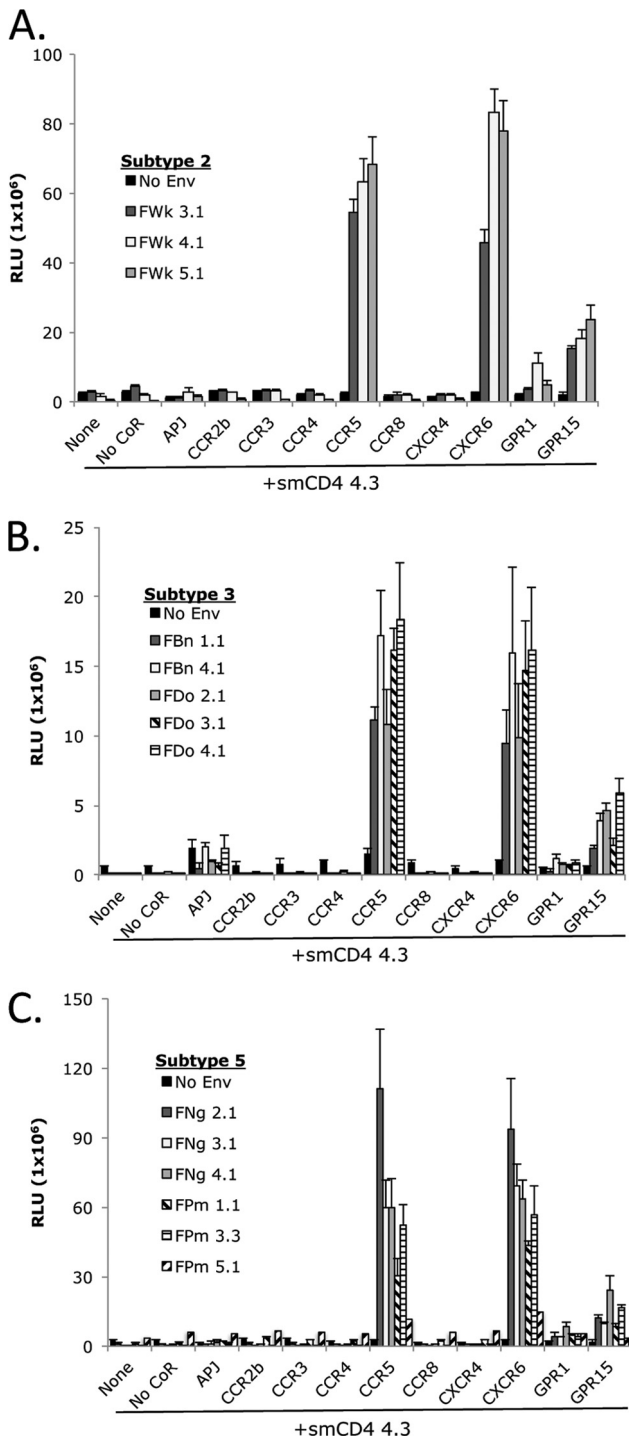 A.
100
80
60
40
20
0
RLU (1x10⁶)
Subtype 2
No Env
FWk 3.1
FWk 4.1
FWk 5.1
None
No CoR
APJ
CCR2b
CCR3
CCR4
CCR5
CCR8
CXCR4
CXCR6
GPR1
GPR15
+smCD4 4.3
B.
25
20
15
10
5
0
RLU (1x10⁶)
Subtype 3
No Env
FBn 1.1
FBn 4.1
FDo 2.1
FDo 3.1
FDo 4.1
None
No CoR
APJ
CCR2b
CCR3
CCR4
CCR5
CCR8
CXCR4
CXCR6
GPR1
GPR15
+smCD4 4.3
C.
150
120
90
60
30
0
RLU (1x10⁶)
Subtype 5
No Env
FNg 2.1
FNg 3.1
FNg 4.1
FPm 1.1
FPm 3.3
FPm 5.1
None
No CoR
APJ
CCR2b
CCR3
CCR4
CCR5
CCR8
CXCR4
CXCR6
GPR1
GPR15
+smCD4 4.3